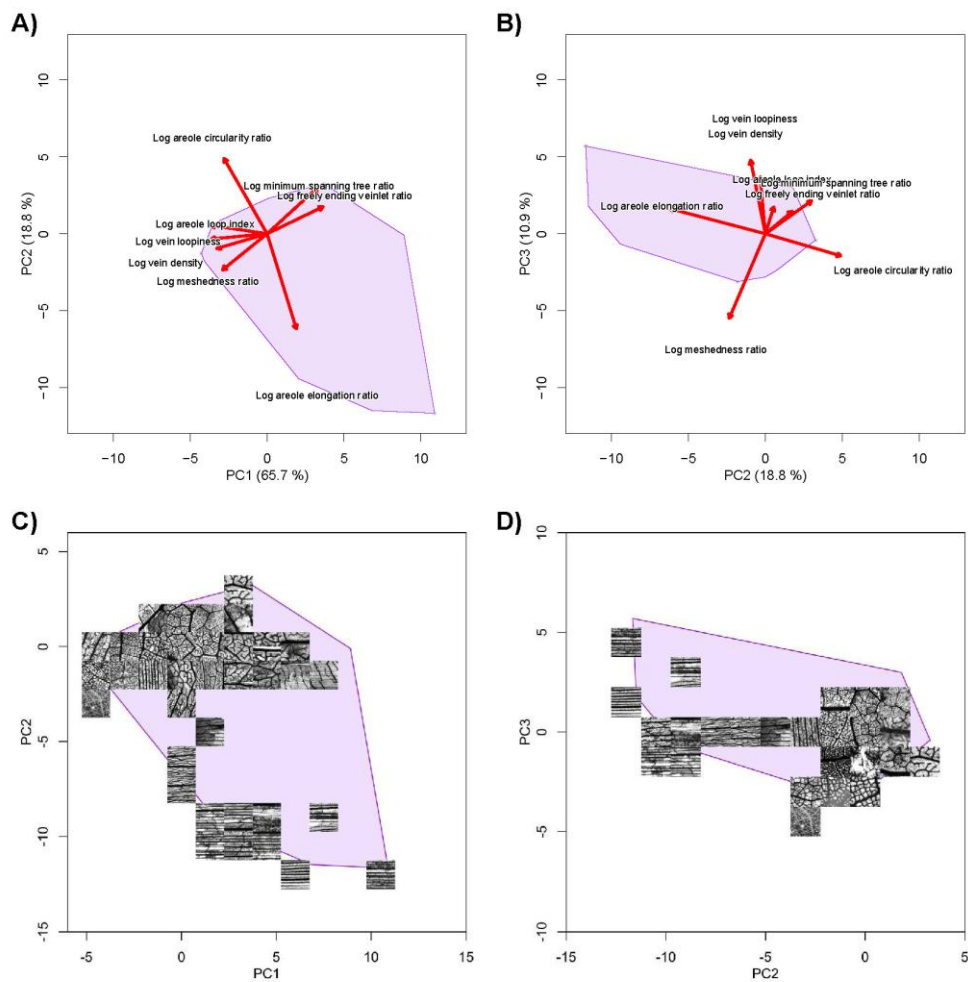 A)
10
5
0
−5
−10
PC2 (18.8 %)
Log areole circularity ratio
Log minimum spanning tree ratio
Log freely ending veinlet ratio
Log areole loop index
Log vein loopiness
Log vein density
Log meshedness ratio
Log areole elongation ratio
−10 −5 0 5 10
PC1 (65.7 %)
B)
10
5
0
−5
−10
PC3 (10.9 %)
Log vein loopiness
Log vein density
Log areole loop index
Log minimum spanning tree ratio
Log freely ending veinlet ratio
Log areole elongation ratio
Log areole circularity ratio
Log meshedness ratio
−10 −5 0 5 10
PC2 (18.8 %)
C)
5
0
-5
-10
-15
PC2
-5 0 5 10 15
PC1
D)
10
5
0
-5
-10
PC3
-15 -10 -5 0 5
PC2